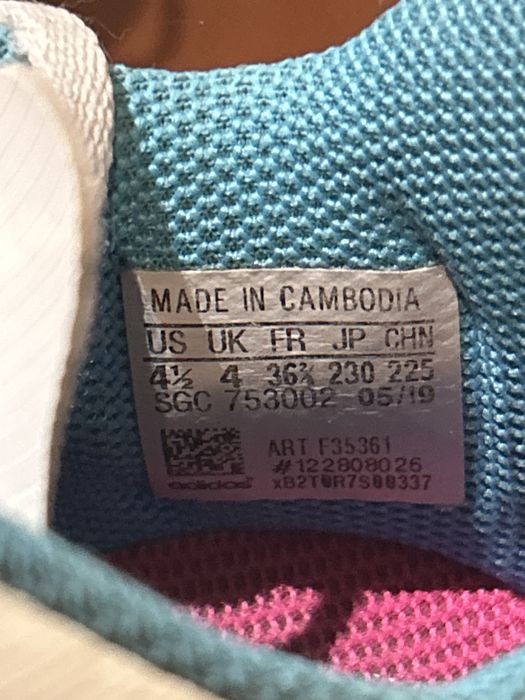 MADE IN CAMBODIA
US UK FR JP CHN
4½ 4 36⅔ 230 225
SGC 753002 05/19
ART F35361
#122808026
adidas xB2T0R7S00337